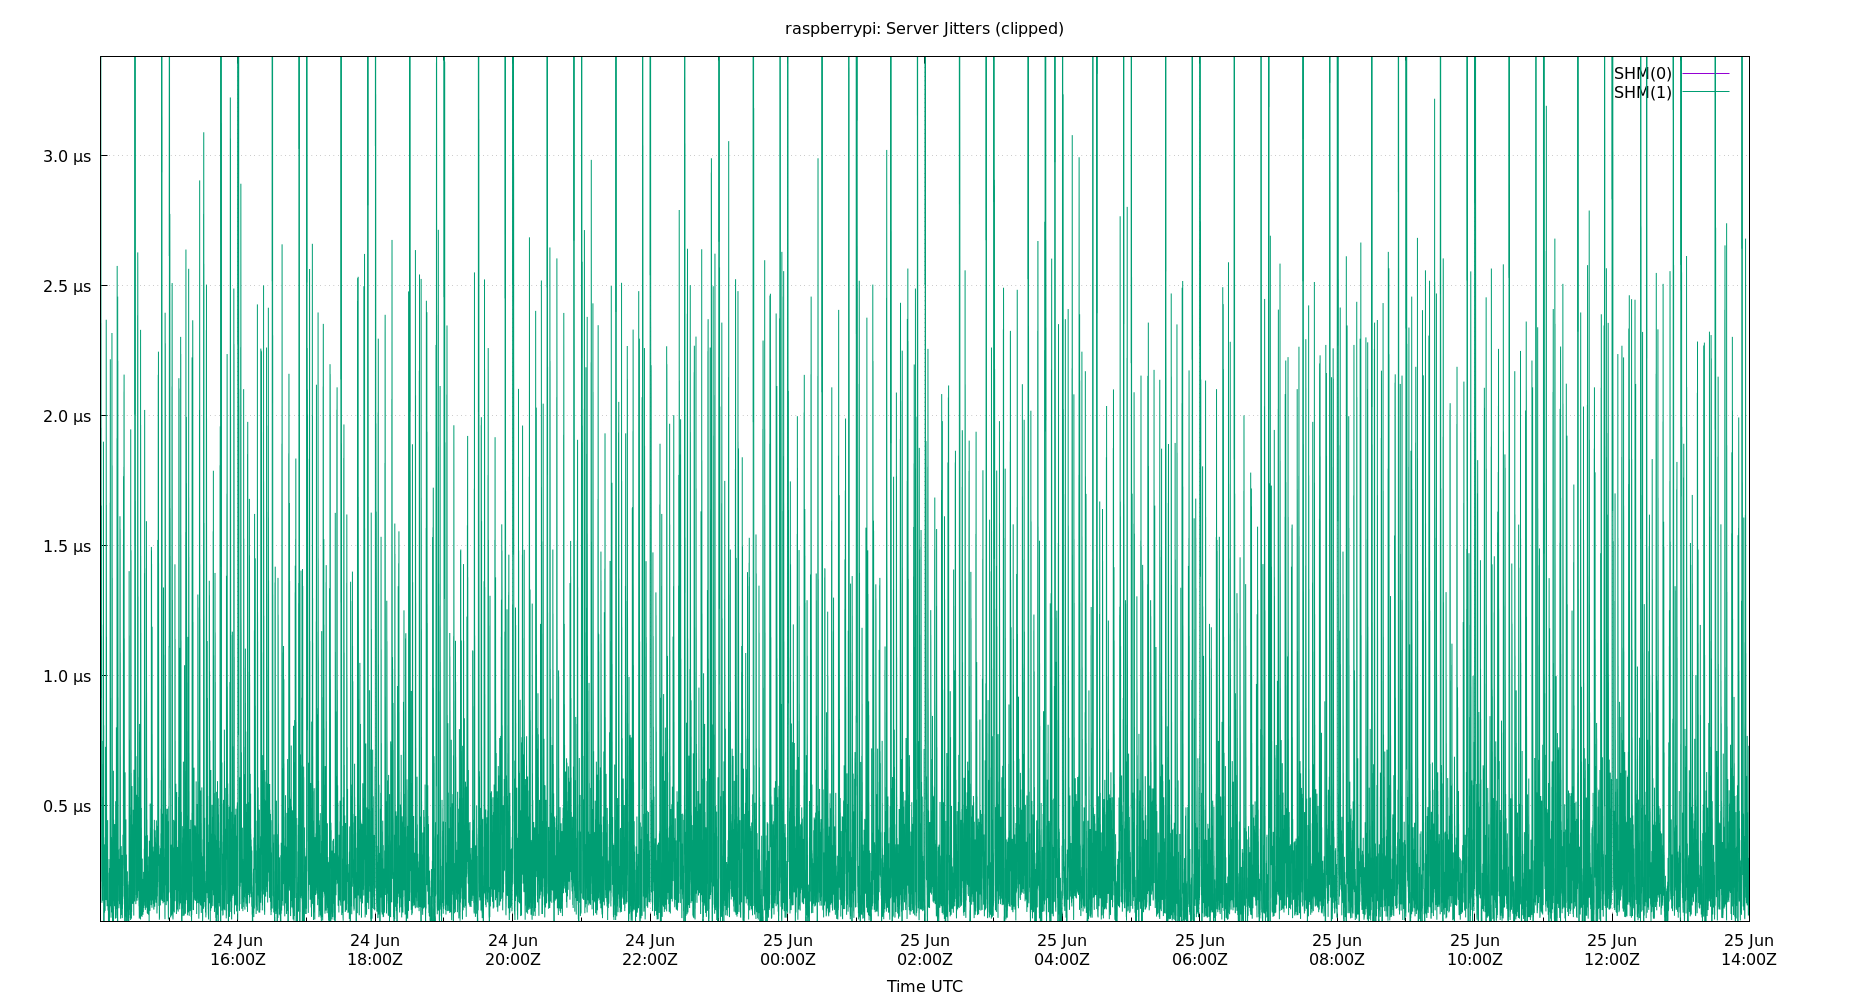 raspberrypi: Server Jitters (clipped)
SHM(0)
SHM(1)
3.0 μs
2.5 μs
2.0 μs
1.5 μs
1.0 μs
0.5 μs
24 Jun 24 Jun 24 Jun 24 Jun 25 Jun 25 Jun 25 Jun 25 Jun 25 Jun 25 Jun 25 Jun 25 Jun
16:00Z 18:00Z 20:00Z 22:00Z 00:00Z 02:00Z 04:00Z 06:00Z 08:00Z 10:00Z 12:00Z 14:00Z
Time UTC